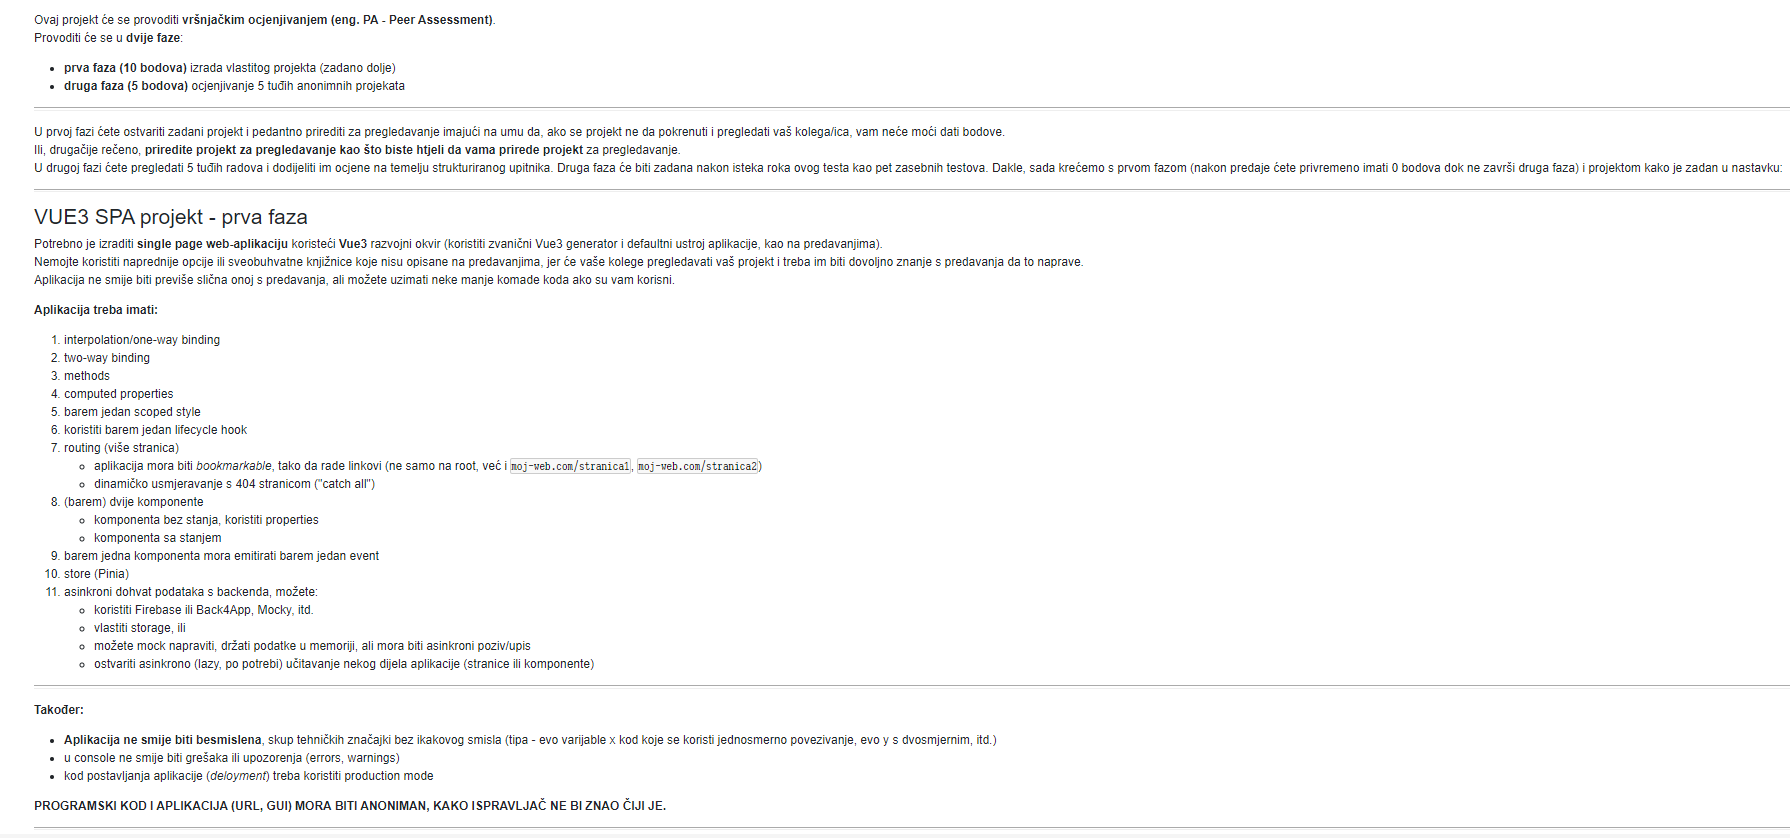 Ovaj projekt će se provoditi vršnjačkim ocjenjivanjem (eng. PA - Peer Assessment).
Provoditi će se u dvije faze:
prva faza (10 bodova) izrada vlastitog projekta (zadano dolje)
druga faza (5 bodova) ocjenjivanje 5 tuđih anonimnih projekata
U prvoj fazi ćete ostvariti zadani projekt i pedantno prirediti za pregledavanje imajući na umu da, ako se projekt ne da pokrenuti i pregledati vaš kolega/ica, vam neće moći dati bodove.
Ili, drugačije rečeno, priredite projekt za pregledavanje kao što biste htjeli da vama prirede projekt za pregledavanje.
U drugoj fazi ćete pregledati 5 tuđih radova i dodijeliti im ocjene na temelju strukturiranog upitnika. Druga faza će biti zadana nakon isteka roka ovog testa kao pet zasebnih testova. Dakle, sada krećemo s prvom fazom (nakon predaje ćete privremeno imati 0 bodova dok ne završi druga faza) i projektom kako je zadan u nastavku:
VUE3 SPA projekt - prva faza
Potrebno je izraditi single page web-aplikaciju koristeći Vue3 razvojni okvir (koristiti zvanični Vue3 generator i defaultni ustroj aplikacije, kao na predavanjima).
Nemojte koristiti naprednije opcije ili sveobuhvatne knjižnice koje nisu opisane na predavanjima, jer će vaše kolege pregledavati vaš projekt i treba im biti dovoljno znanje s predavanja da to naprave.
Aplikacija ne smije biti previše slična onoj s predavanja, ali možete uzimati neke manje komade koda ako su vam korisni.
Aplikacija treba imati:
1. interpolation/one-way binding
2. two-way binding
3. methods
4. computed properties
5. barem jedan scoped style
6. koristiti barem jedan lifecycle hook
7. routing (više stranica)
aplikacija mora biti bookmarkable, tako da rade linkovi (ne samo na root, već i moj-web.com/stranica1, moj-web.com/stranica2)
dinamičko usmjeravanje s 404 stranicom ("catch all")
8. (barem) dvije komponente
komponenta bez stanja, koristiti properties
komponenta sa stanjem
9. barem jedna komponenta mora emitirati barem jedan event
10. store (Pinia)
11. asinkroni dohvat podataka s backenda, možete:
koristiti Firebase ili Back4App, Mocky, itd.
vlastiti storage, ili
možete mock napraviti, držati podatke u memoriji, ali mora biti asinkroni poziv/upis
ostvariti asinkrono (lazy, po potrebi) učitavanje nekog dijela aplikacije (stranice ili komponente)
Također:
Aplikacija ne smije biti besmislena, skup tehničkih značajki bez ikakovog smisla (tipa - evo varijable x kod koje se koristi jednosmerno povezivanje, evo y s dvosmjernim, itd.)
u console ne smije biti grešaka ili upozorenja (errors, warnings)
kod postavljanja aplikacije (deloyment) treba koristiti production mode
PROGRAMSKI KOD I APLIKACIJA (URL, GUI) MORA BITI ANONIMAN, KAKO ISPRAVLJAČ NE BI ZNAO ČIJI JE.